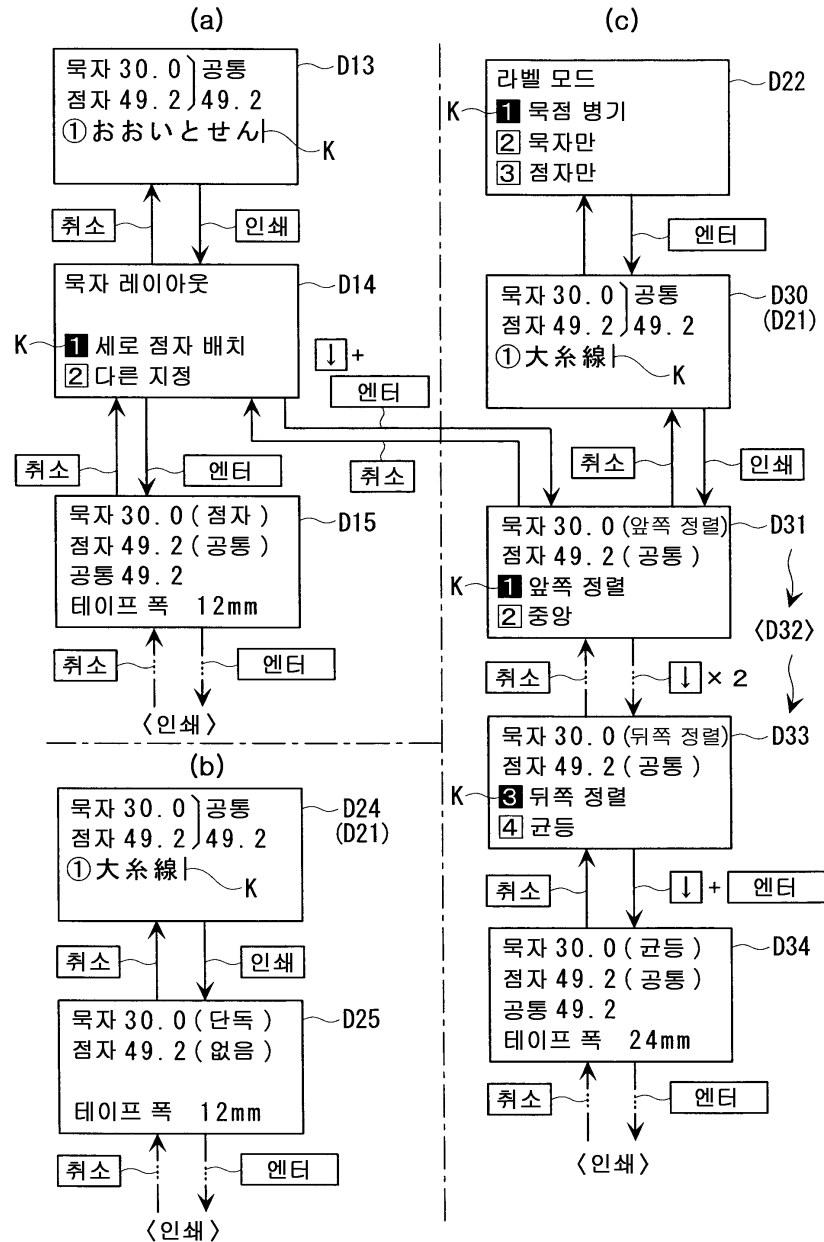 (a)
묵자 30.0 공통
점자 49.2 49.2
①おおいとせん
D13
K
취소
인쇄
묵자 레이아웃
D14
K
1 세로 점자 배치
2 다른 지정
↓ +
엔터
취소
취소
엔터
묵자 30.0 (점자)
점자 49.2 (공통)
공통 49.2
테이프 폭 12mm
D15
취소
엔터
〈인쇄〉
(b)
묵자 30.0 공통
점자 49.2 49.2
①大糸線
D24
(D21)
K
취소
인쇄
묵자 30.0 (단독)
점자 49.2 (없음)
테이프 폭 12mm
D25
취소
엔터
〈인쇄〉
(c)
라벨 모드
D22
K
1 묵점 병기
2 묵자만
3 점자만
엔터
묵자 30.0 공통
점자 49.2 49.2
①大糸線
D30
(D21)
K
취소
인쇄
묵자 30.0 (앞쪽 정렬)
점자 49.2 (공통)
K
1 앞쪽 정렬
2 중앙
D31
〈D32〉
취소
↓ × 2
묵자 30.0 (뒤쪽 정렬)
점자 49.2 (공통)
K
3 뒤쪽 정렬
4 균등
D33
취소
↓ + 엔터
묵자 30.0 (균등)
점자 49.2 (공통)
공통 49.2
테이프 폭 24mm
D34
취소
엔터
〈인쇄〉